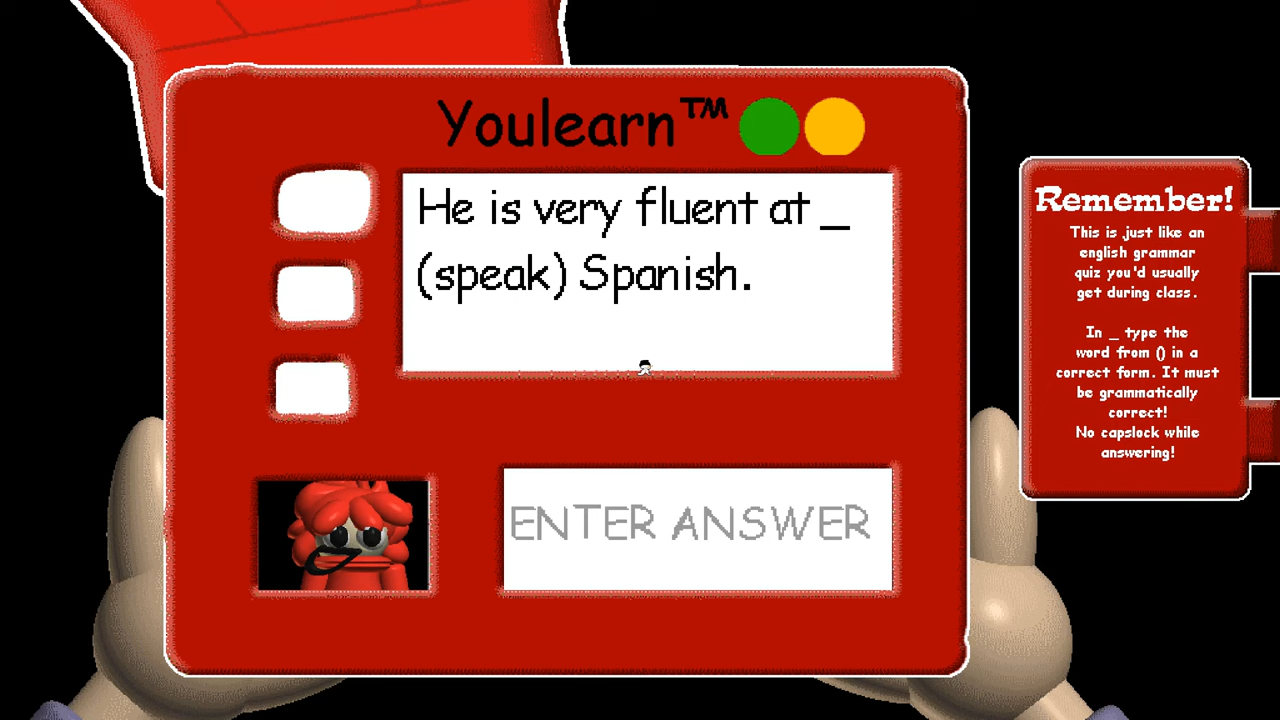 Youlearn™
He is very fluent at _
(speak) Spanish.
ENTER ANSWER
Remember!
This is just like an
english grammar
quiz you'd usually
get during class.
In _ type the
word from () in a
correct form. It must
be grammatically
correct!
No capslock while
answering!